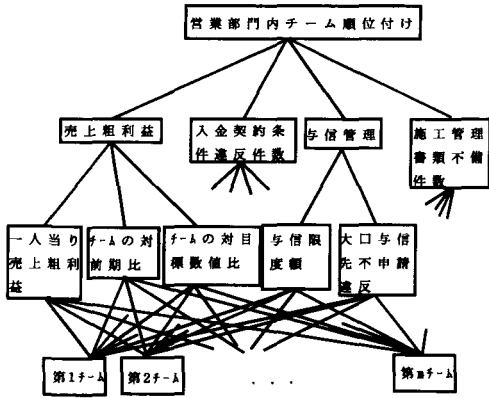 営業部門内チーム順位付け
売上粗利益
入金契約条
件違反件数
与信管理
施工管理
書類不備
件数
一人当り
売上粗利
益
チームの対
前期比
チームの対目
標数値比
与信限
度額
大口与信
先不申請
違反
第1チーム
第2チーム
· · ·
第mチーム